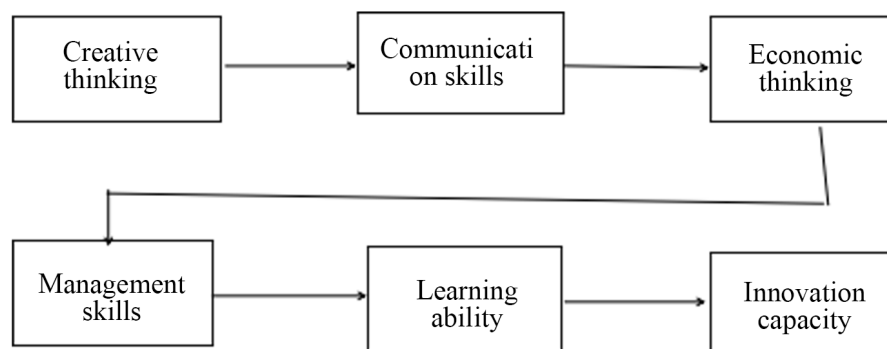 Creative
thinking
Communicati
on skills
Economic
thinking
Management
skills
Learning
ability
Innovation
capacity